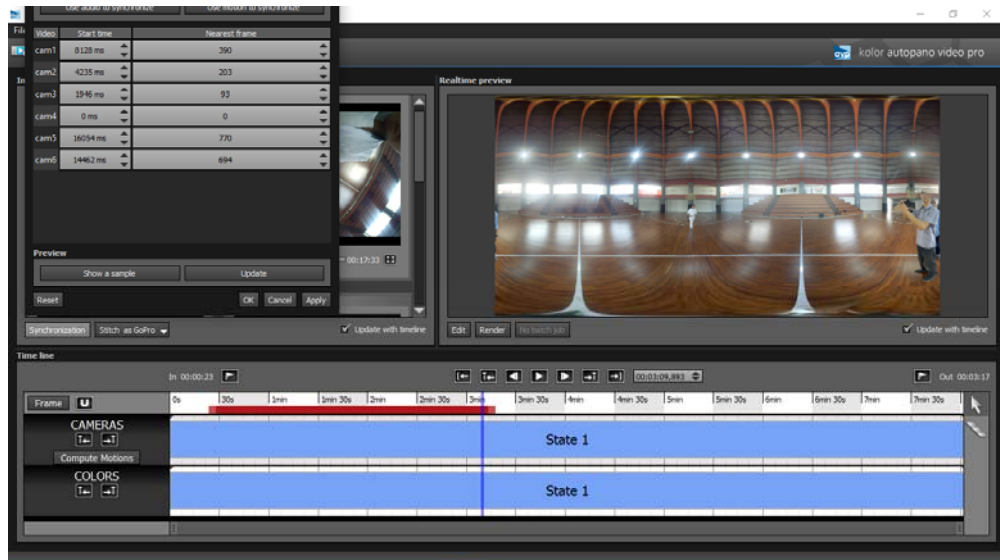 Use audio to synchronize Use motion to synchronize
Video Start time Nearest frame
cam1 8128 ms 390
cam2 4235 ms 203
cam3 1946 ms 93
cam4 0 ms 0
cam5 16054 ms 770
cam6 14462 ms 694
Preview
Show a sample Update
Reset OK Cancel Apply
Synchronization Stitch as GoPro Update with timeline
00:17:33
kolor autopano video pro
Realtime preview
Edit Render No batch job Update with timeline
Time line
In 00:00:23 00:03:09,893 Out 00:03:17
Frame 0s 30s 1min 1min 30s 2min 2min 30s 3min 3min 30s 4min 4min 30s 5min 5min 30s 6min 6min 30s 7min 7min 30s
CAMERAS
State 1
Compute Motions
COLORS
State 1